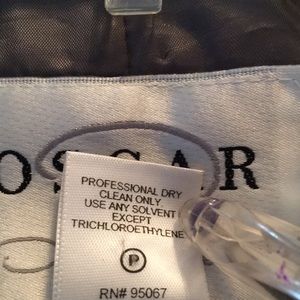 OSCAR
PROFESSIONAL DRY
CLEAN ONLY.
USE ANY SOLVENT
EXCEPT
TRICHLOROETHYLENE
P
RN# 95067